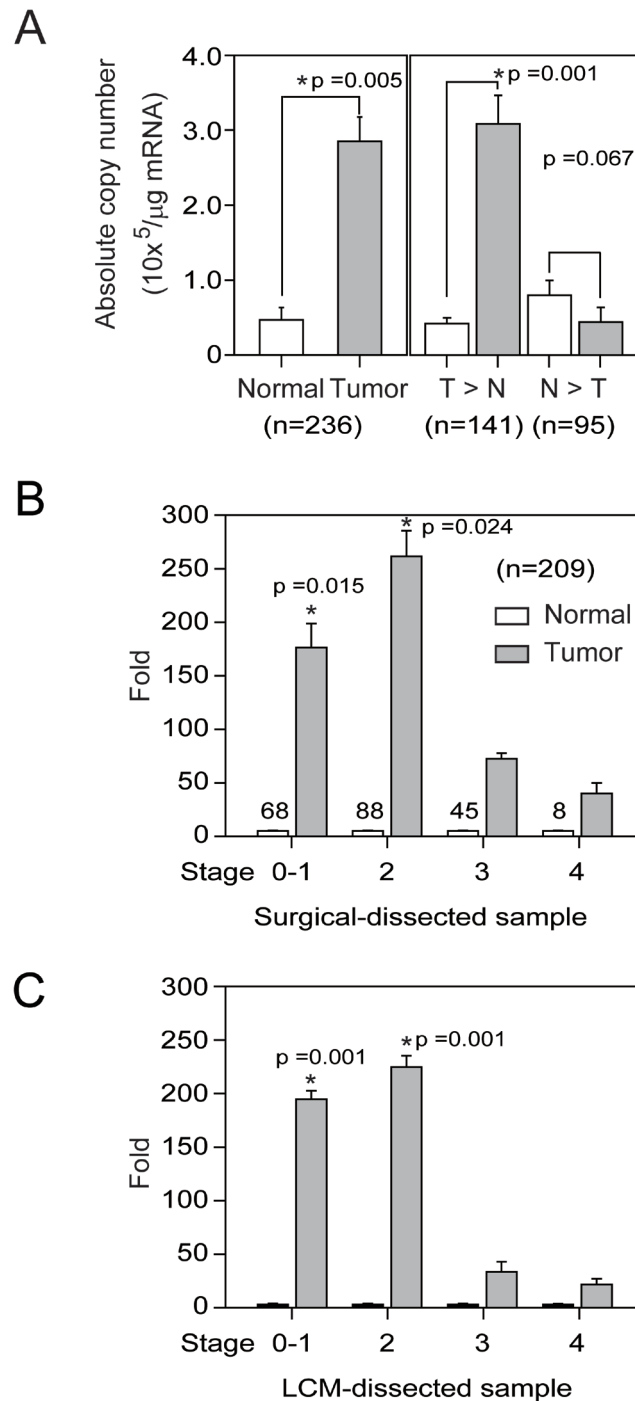 A
Absolute copy number
(10x⁵/μg mRNA)
4.0
3.0
2.0
1.0
0
*p =0.005
*p =0.001
p =0.067
Normal Tumor
T > N
N > T
(n=236)
(n=141) (n=95)
B
Fold
300
250
200
150
100
50
0
p =0.015
*
* p =0.024
(n=209)
Normal
Tumor
68
88
45
8
Stage 0-1 2 3 4
Surgical-dissected sample
C
Fold
300
250
200
150
100
50
0
p =0.001
*
*p =0.001
Stage 0-1 2 3 4
LCM-dissected sample